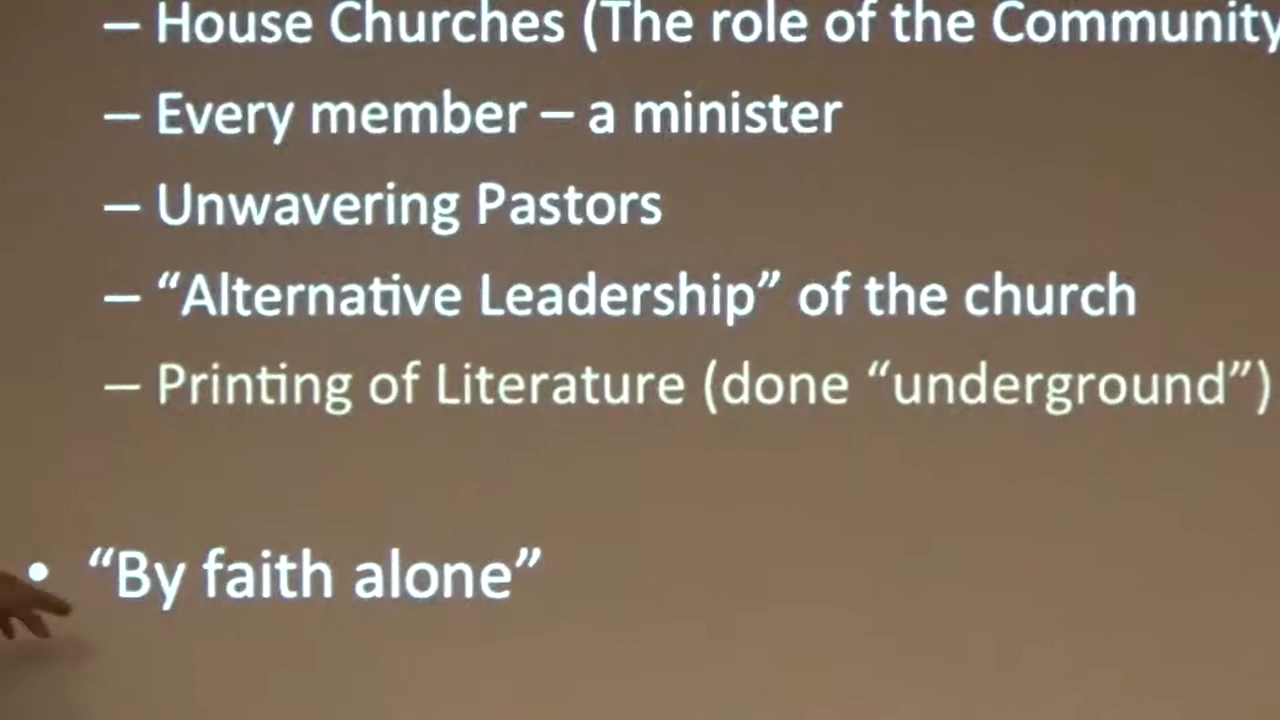 – House Churches (The role of the Community
– Every member – a minister
– Unwavering Pastors
– “Alternative Leadership” of the church
– Printing of Literature (done “underground”)
• “By faith alone”